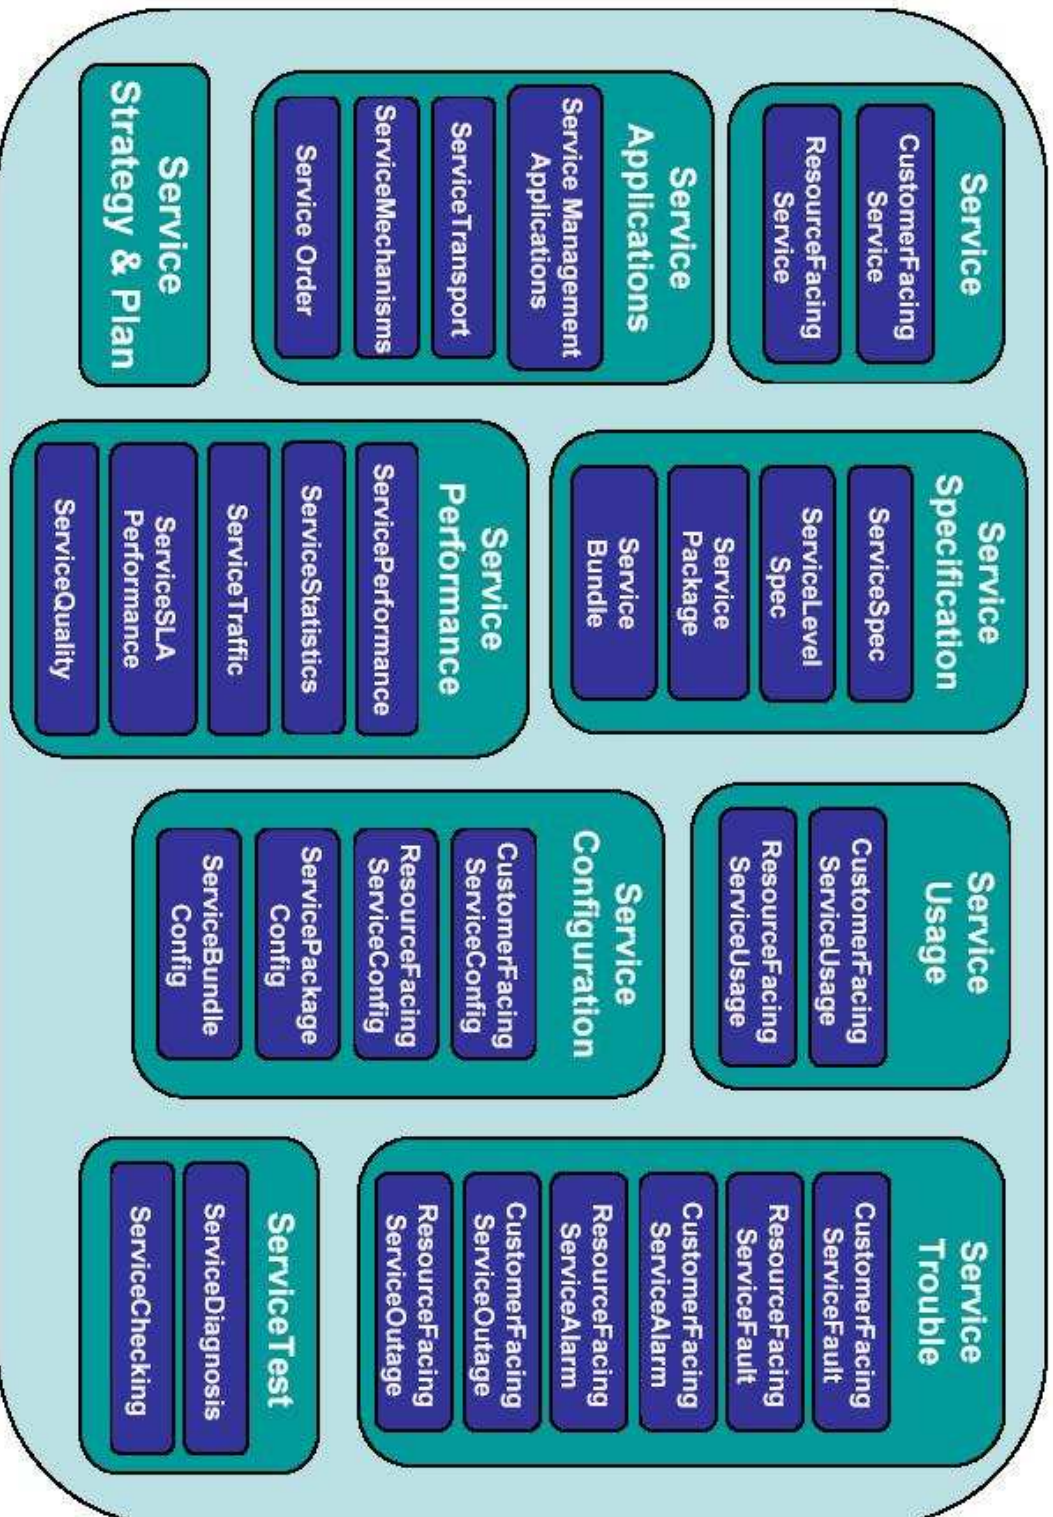 Service
CustomerFacing
Service
ResourceFacing
Service
Service
Applications
Service Management
Applications
ServiceTransport
ServiceMechanisms
Service Order
Service
Strategy & Plan
Service
Specification
ServiceSpec
ServiceLevel
Spec
Service
Package
Service
Bundle
Service
Performance
ServicePerformance
ServiceStatistics
ServiceTraffic
ServiceSLA
Performance
ServiceQuality
Service
Usage
CustomerFacing
ServiceUsage
ResourceFacing
ServiceUsage
Service
Configuration
CustomerFacing
ServiceConfig
ResourceFacing
ServiceConfig
ServicePackage
Config
ServiceBundle
Config
Service
Trouble
CustomerFacing
ServiceFault
ResourceFacing
ServiceFault
CustomerFacing
ServiceAlarm
ResourceFacing
ServiceAlarm
CustomerFacing
ServiceOutage
ResourceFacing
ServiceOutage
ServiceTest
ServiceDiagnosis
ServiceChecking